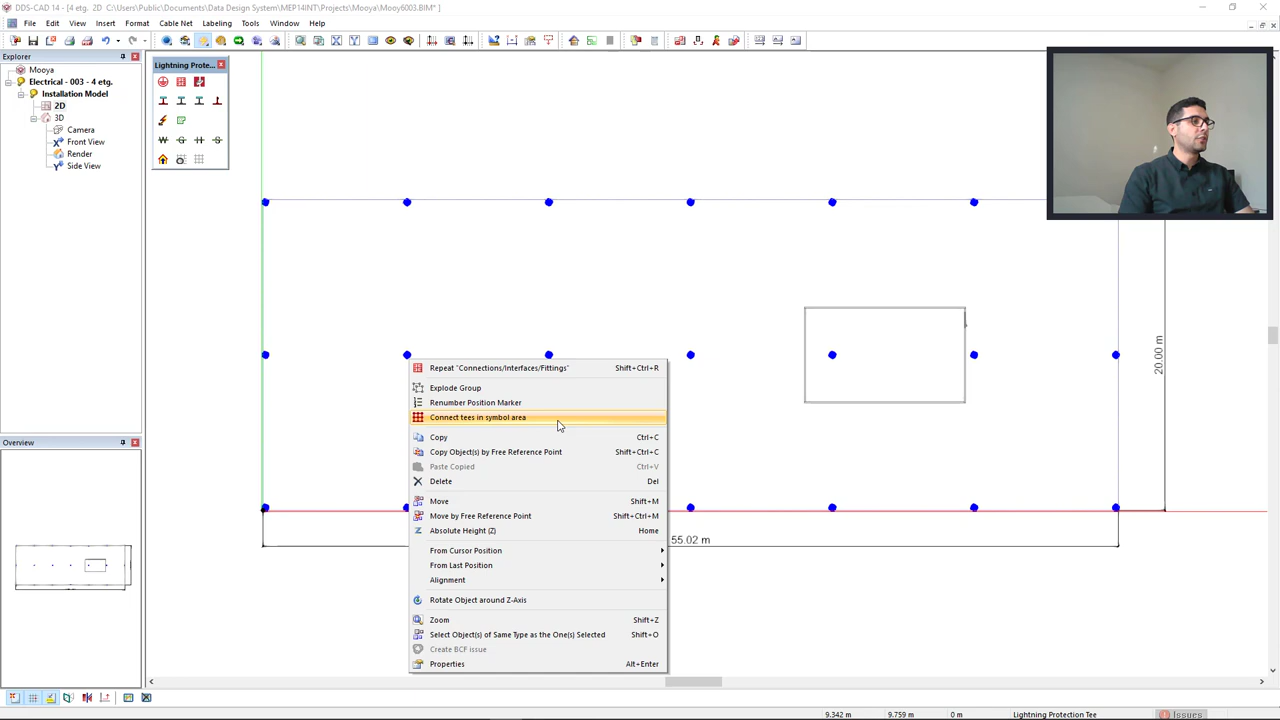 DDS-CAD 14 - [4 etg.  2D  C:\Users\Public\Documents\Data Design System\MEP14INT\Projects\Mooya\Mooy6003.BIM* ]
File Edit View Insert Format Cable Net Labeling Tools Window Help
Explorer
Mooya
Electrical - 003 - 4 etg.
Installation Model
2D
3D
Camera
Front View
Render
Side View
Lightning Prote...
Repeat "Connections/Interfaces/Fittings" Shift+Ctrl+R
Explode Group
Renumber Position Marker
Connect tees in symbol area
Copy Ctrl+C
Copy Object(s) by Free Reference Point Shift+Ctrl+C
Paste Copied Ctrl+V
Delete Del
Move Shift+M
Move by Free Reference Point Shift+Ctrl+M
Absolute Height (Z) Home
From Cursor Position
From Last Position
Alignment
Rotate Object around Z-Axis
Zoom Shift+Z
Select Object(s) of Same Type as the One(s) Selected Shift+O
Create BCF issue
Properties Alt+Enter
20.00 m
55.02 m
Overview
9.342 m 9.759 m 0 m Lightning Protection Tee Issues